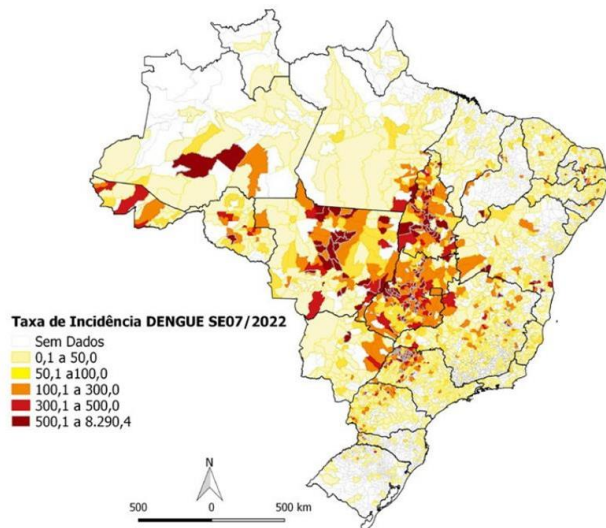 Taxa de Incidência DENGUE SE07/2022
Sem Dados
0,1 a 50,0
50,1 a100,0
100,1 a 300,0
300,1 a 500,0
500,1 a 8.290,4
N
500 0 500 km